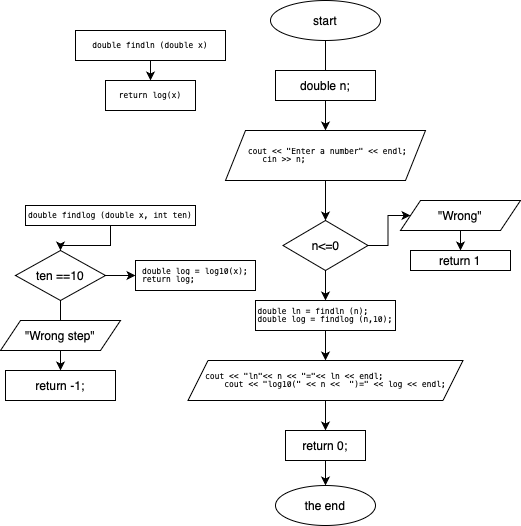 start
double findln (double x)
return log(x)
double n;
cout << "Enter a number" << endl;
cin >> n;
double findlog (double x, int ten)
"Wrong"
n<=0
return 1
ten ==10
double log = log10(x);
return log;
double ln = findln (n);
double log = findlog (n,10);
"Wrong step"
return -1;
cout << "ln"<< n << "="<< ln << endl;
cout << "log10(" << n <<  ")=" << log << endl;
return 0;
the end